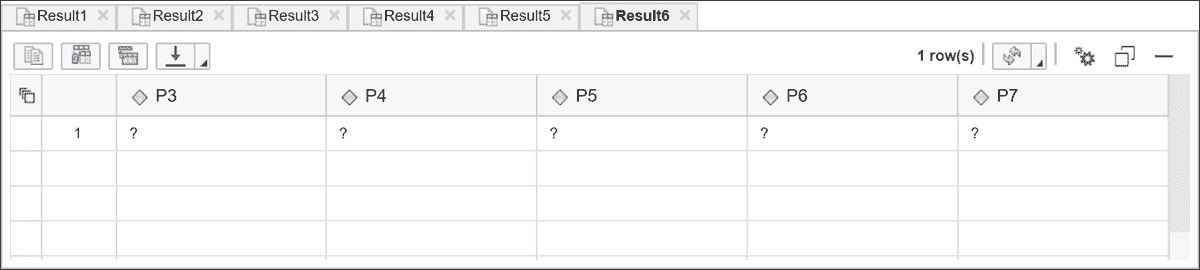 Result1 Result2 Result3 Result4 Result5 Result6
1 row(s)
P3 P4 P5 P6 P7
1 ? ? ? ? ?